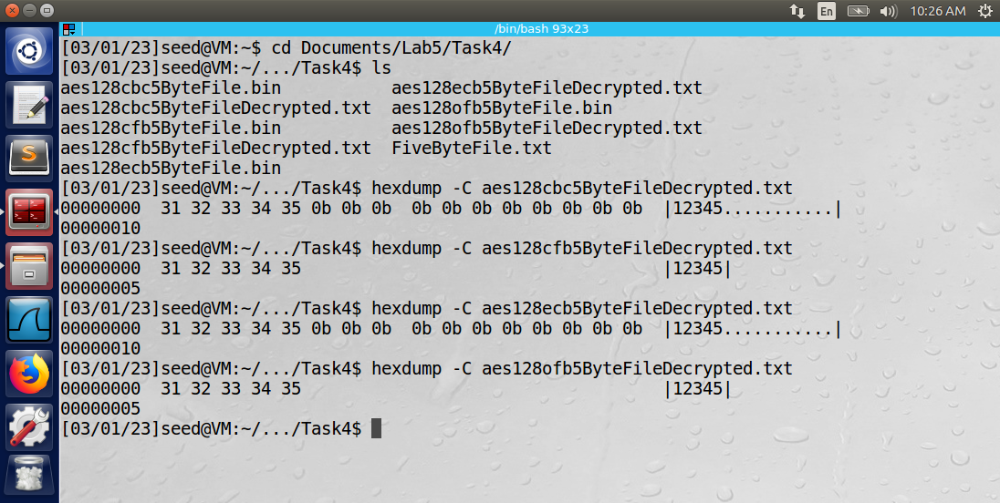 En 10:26 AM
/bin/bash 93x23
[03/01/23]seed@VM:~$ cd Documents/Lab5/Task4/
[03/01/23]seed@VM:~/.../Task4$ ls
aes128cbc5ByteFile.bin           aes128ecb5ByteFileDecrypted.txt
aes128cbc5ByteFileDecrypted.txt  aes128ofb5ByteFile.bin
aes128cfb5ByteFile.bin           aes128ofb5ByteFileDecrypted.txt
aes128cfb5ByteFileDecrypted.txt  FiveByteFile.txt
aes128ecb5ByteFile.bin
[03/01/23]seed@VM:~/.../Task4$ hexdump -C aes128cbc5ByteFileDecrypted.txt
00000000  31 32 33 34 35 0b 0b 0b  0b 0b 0b 0b 0b 0b 0b 0b  |12345...........|
00000010
[03/01/23]seed@VM:~/.../Task4$ hexdump -C aes128cfb5ByteFileDecrypted.txt
00000000  31 32 33 34 35                                    |12345|
00000005
[03/01/23]seed@VM:~/.../Task4$ hexdump -C aes128ecb5ByteFileDecrypted.txt
00000000  31 32 33 34 35 0b 0b 0b  0b 0b 0b 0b 0b 0b 0b 0b  |12345...........|
00000010
[03/01/23]seed@VM:~/.../Task4$ hexdump -C aes128ofb5ByteFileDecrypted.txt
00000000  31 32 33 34 35                                    |12345|
00000005
[03/01/23]seed@VM:~/.../Task4$